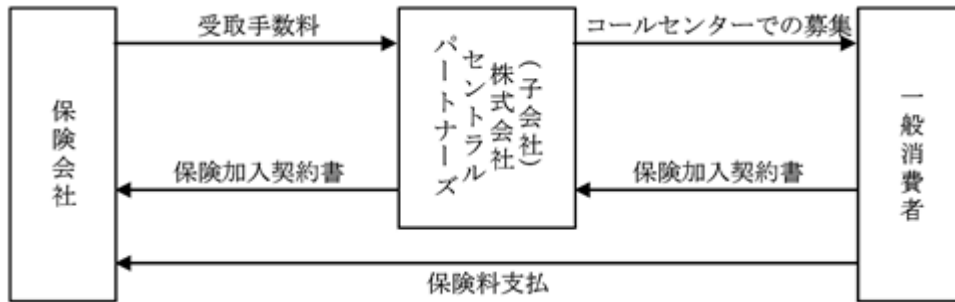 保険会社
受取手数料
保険加入契約書
(子会社)
株式会社
セントラル
パートナーズ
コールセンターでの募集
保険加入契約書
一般消費者
保険料支払